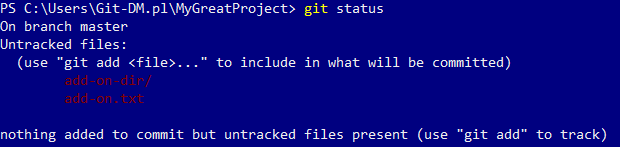 PS C:\Users\Git-DM.pl\MyGreatProject> git status
On branch master
Untracked files:
  (use "git add <file>..." to include in what will be committed)
        add-on-dir/
        add-on.txt

nothing added to commit but untracked files present (use "git add" to track)